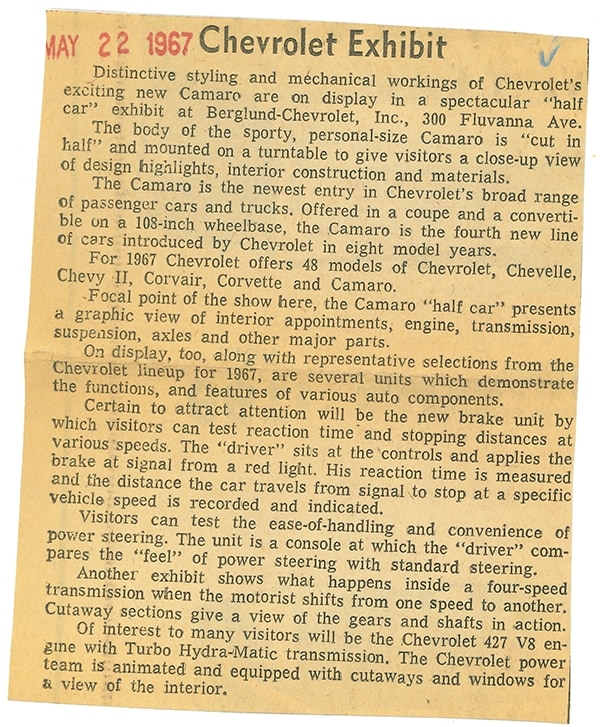 MAY 22 1967 Chevrolet Exhibit
Distinctive styling and mechanical workings of Chevrolet's
exciting new Camaro are on display in a spectacular "half
car" exhibit at Berglund-Chevrolet, Inc., 300 Fluvanna Ave.
The body of the sporty, personal-size Camaro is "cut in
half" and mounted on a turntable to give visitors a close-up view
of design highlights, interior construction and materials.
The Camaro is the newest entry in Chevrolet's broad range
of passenger cars and trucks. Offered in a coupe and a converti-
ble on a 108-inch wheelbase, the Camaro is the fourth new line
of cars introduced by Chevrolet in eight model years.
For 1967 Chevrolet offers 48 models of Chevrolet, Chevelle,
Chevy II, Corvair, Corvette and Camaro.
Focal point of the show here, the Camaro "half car" presents
a graphic view of interior appointments, engine, transmission,
suspension, axles and other major parts.
On display, too, along with representative selections from the
Chevrolet lineup for 1967, are several units which demonstrate
the functions, and features of various auto components.
Certain to attract attention will be the new brake unit by
which visitors can test reaction time and stopping distances at
various speeds. The "driver" sits at the controls and applies the
brake at signal from a red light. His reaction time is measured
and the distance the car travels from signal to stop at a specific
vehicle speed is recorded and indicated.
Visitors can test the ease-of-handling and convenience of
power steering. The unit is a console at which the "driver" com-
pares the "feel" of power steering with standard steering.
Another exhibit shows what happens inside a four-speed
transmission when the motorist shifts from one speed to another.
Cutaway sections give a view of the gears and shafts in action.
Of interest to many visitors will be the Chevrolet 427 V8 en-
gine with Turbo Hydra-Matic transmission. The Chevrolet power
team is animated and equipped with cutaways and windows for
a view of the interior.